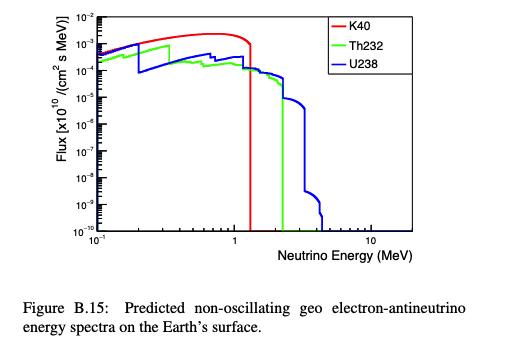 10⁻²
10⁻³
10⁻⁴
10⁻⁵
10⁻⁶
10⁻⁷
10⁻⁸
10⁻⁹
10⁻¹⁰
Flux [x10¹⁰ /(cm² s MeV)]
K40
Th232
U238
10⁻¹ 1 10
Neutrino Energy (MeV)
Figure B.15: Predicted non-oscillating geo electron-antineutrino
energy spectra on the Earth's surface.